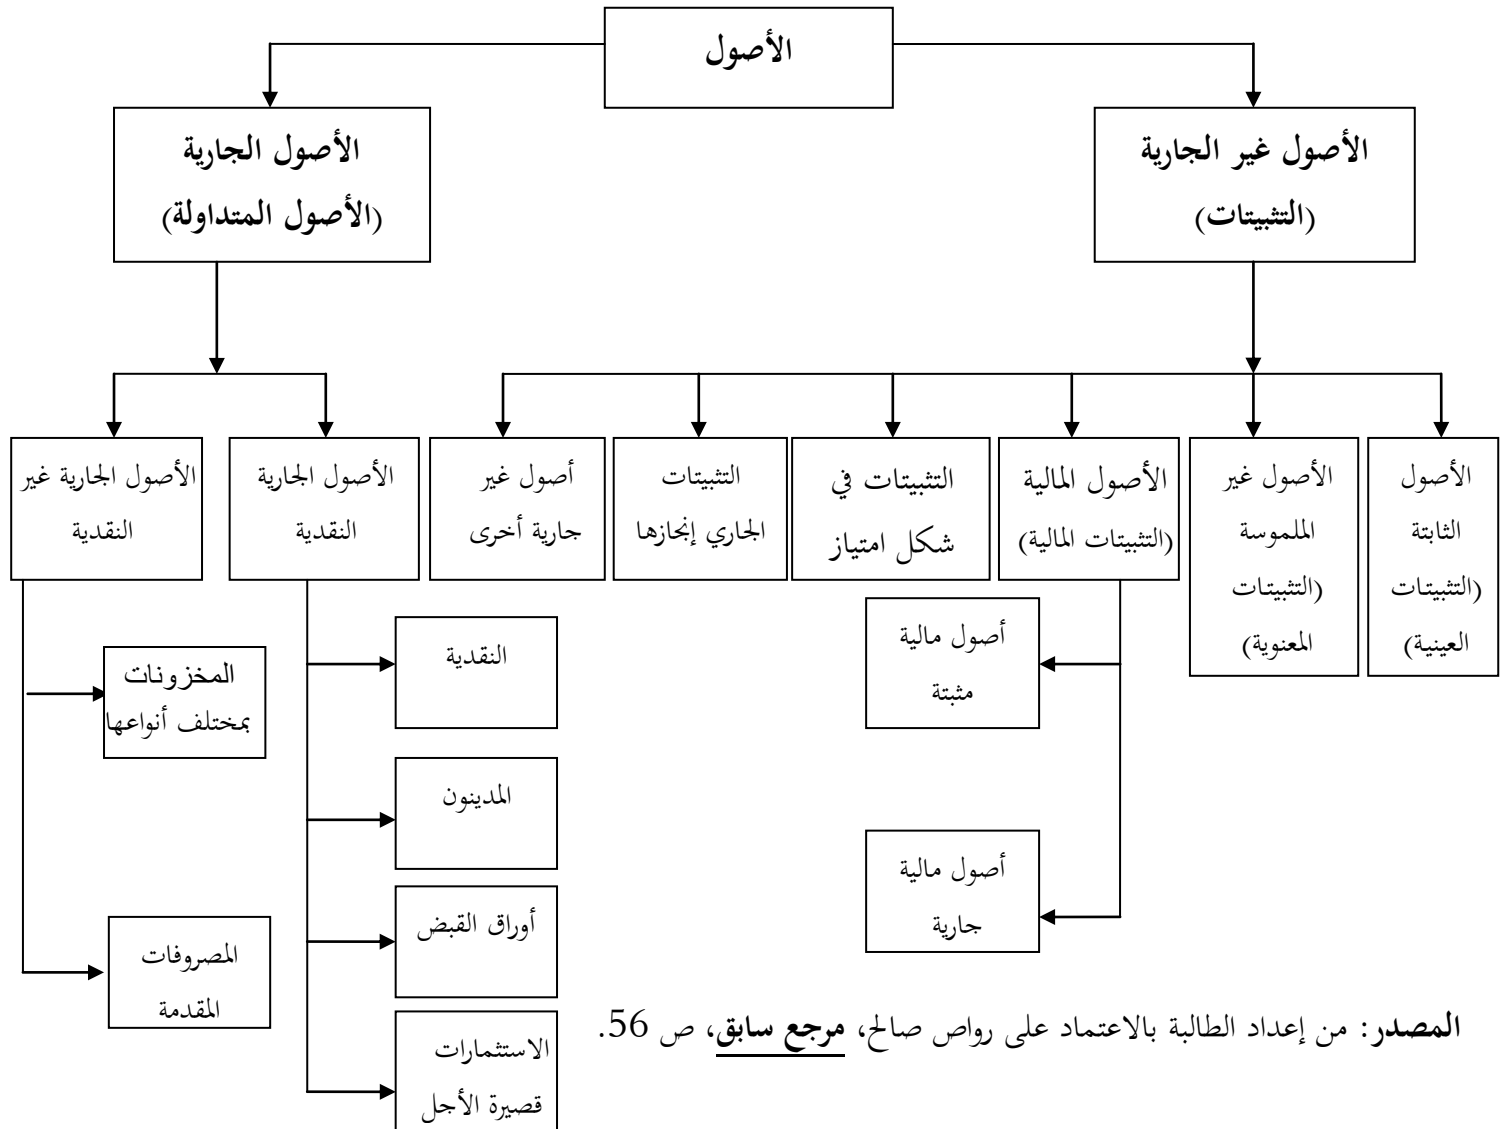 الأصول
الأصول غير الجارية
(التثبيتات)
الأصول الجارية
(الأصول المتداولة)
الأصول
الثابتة
(التثبيتات
العينية)
الأصول غير
الملموسة
(التثبيتات
المعنوية)
الأصول المالية
(التثبيتات المالية)
التثبيتات في
شكل امتياز
التثبيتات
الجاري إنجازها
أصول غير
جارية أخرى
الأصول الجارية
النقدية
الأصول الجارية غير
النقدية
أصول مالية
مثبتة
أصول مالية
جارية
النقدية
المدينون
أوراق القبض
الاستثمارات
قصيرة الأجل
المخزونات
بمختلف أنواعها
المصروفات
المقدمة
المصدر: من إعداد الطالبة بالاعتماد على رواص صالح، مرجع سابق، ص 56.